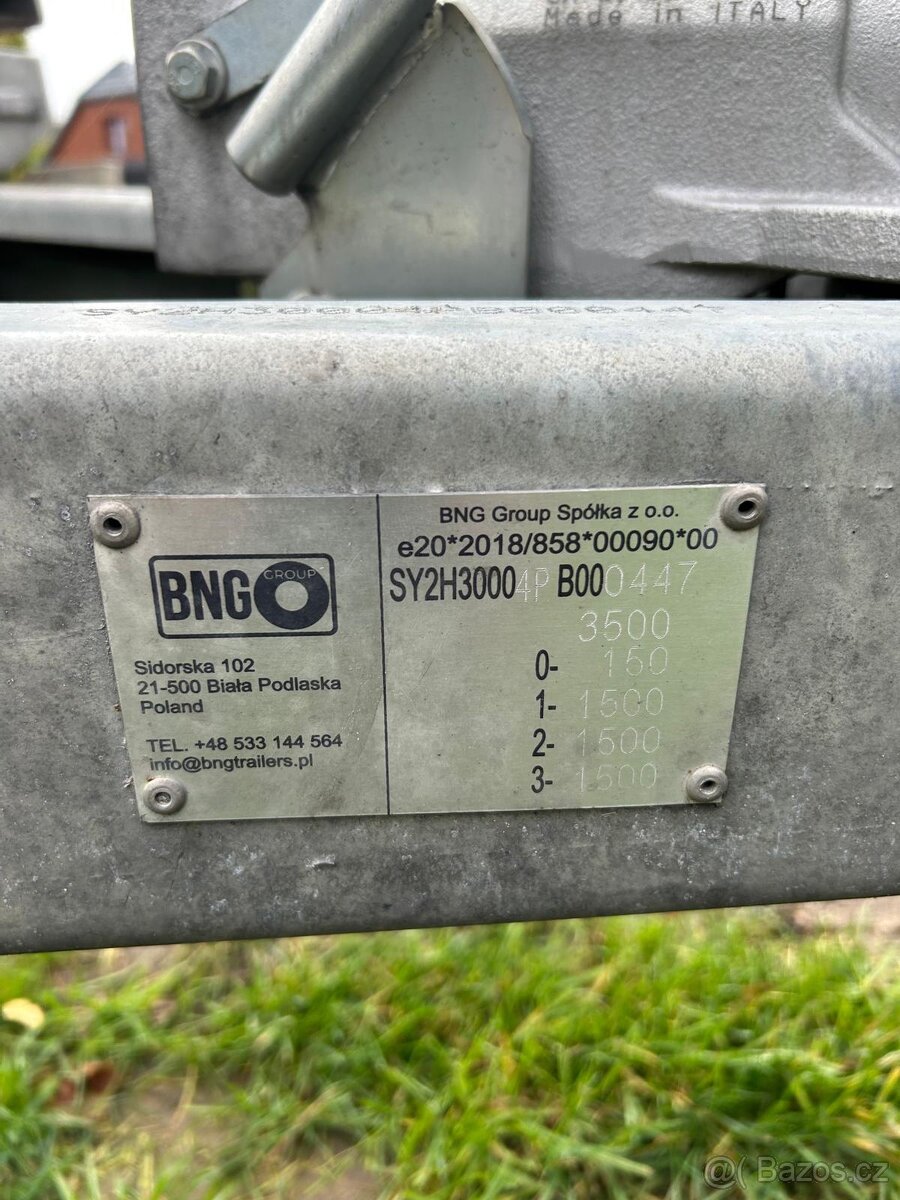 Made in ITALY
BNG GROUP
Sidorska 102
21-500 Biała Podlaska
Poland
TEL. +48 533 144 564
info@bngtrailers.pl
BNG Group Spółka z o.o.
e20*2018/858*00090*00
SY2H30004PB000447
3500
0- 150
1- 1500
2- 1500
3- 1500
@( Bazos.cz